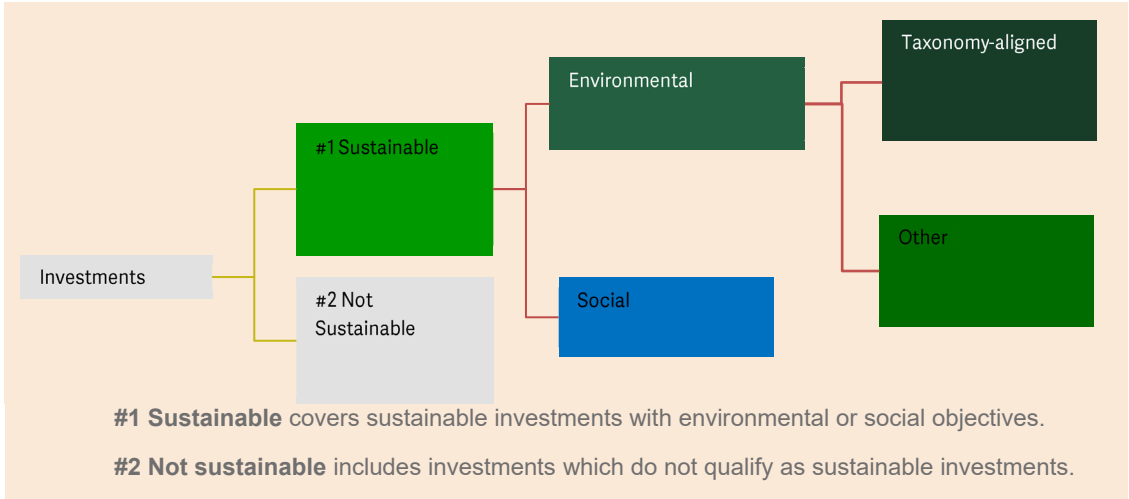 Taxonomy-aligned
Environmental
#1 Sustainable
Other
Investments
#2 Not
Sustainable
Social
#1 Sustainable covers sustainable investments with environmental or social objectives.
#2 Not sustainable includes investments which do not qualify as sustainable investments.